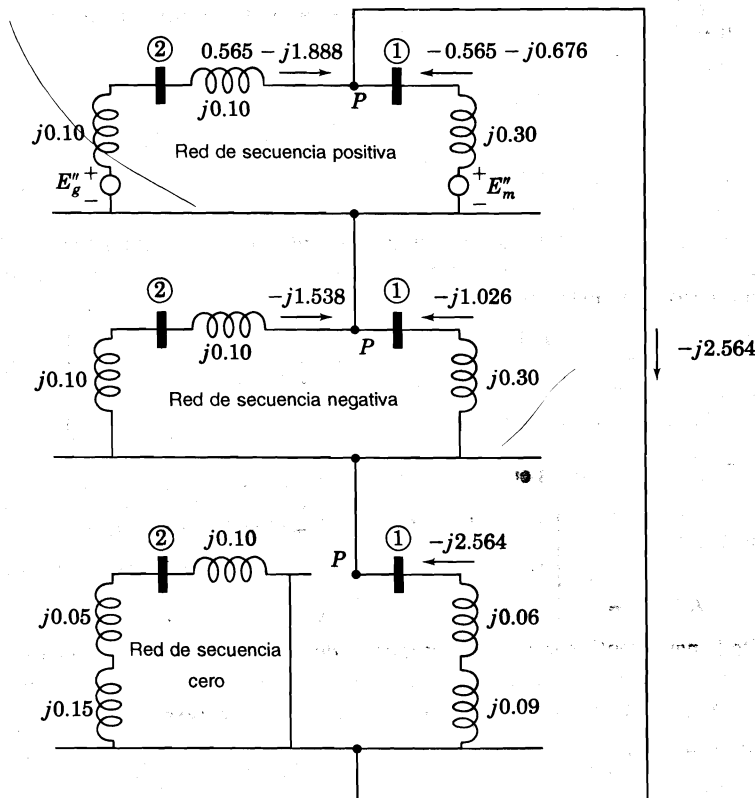 ② 0.565 − j1.888 ① −0.565 − j0.676
j0.10 P
j0.10 Red de secuencia positiva j0.30
E″g + − + − E″m
② −j1.538 ① −j1.026
j0.10 P −j2.564
j0.10 Red de secuencia negativa j0.30
② j0.10 P ① −j2.564
j0.05 j0.06
Red de secuencia
cero
j0.15 j0.09